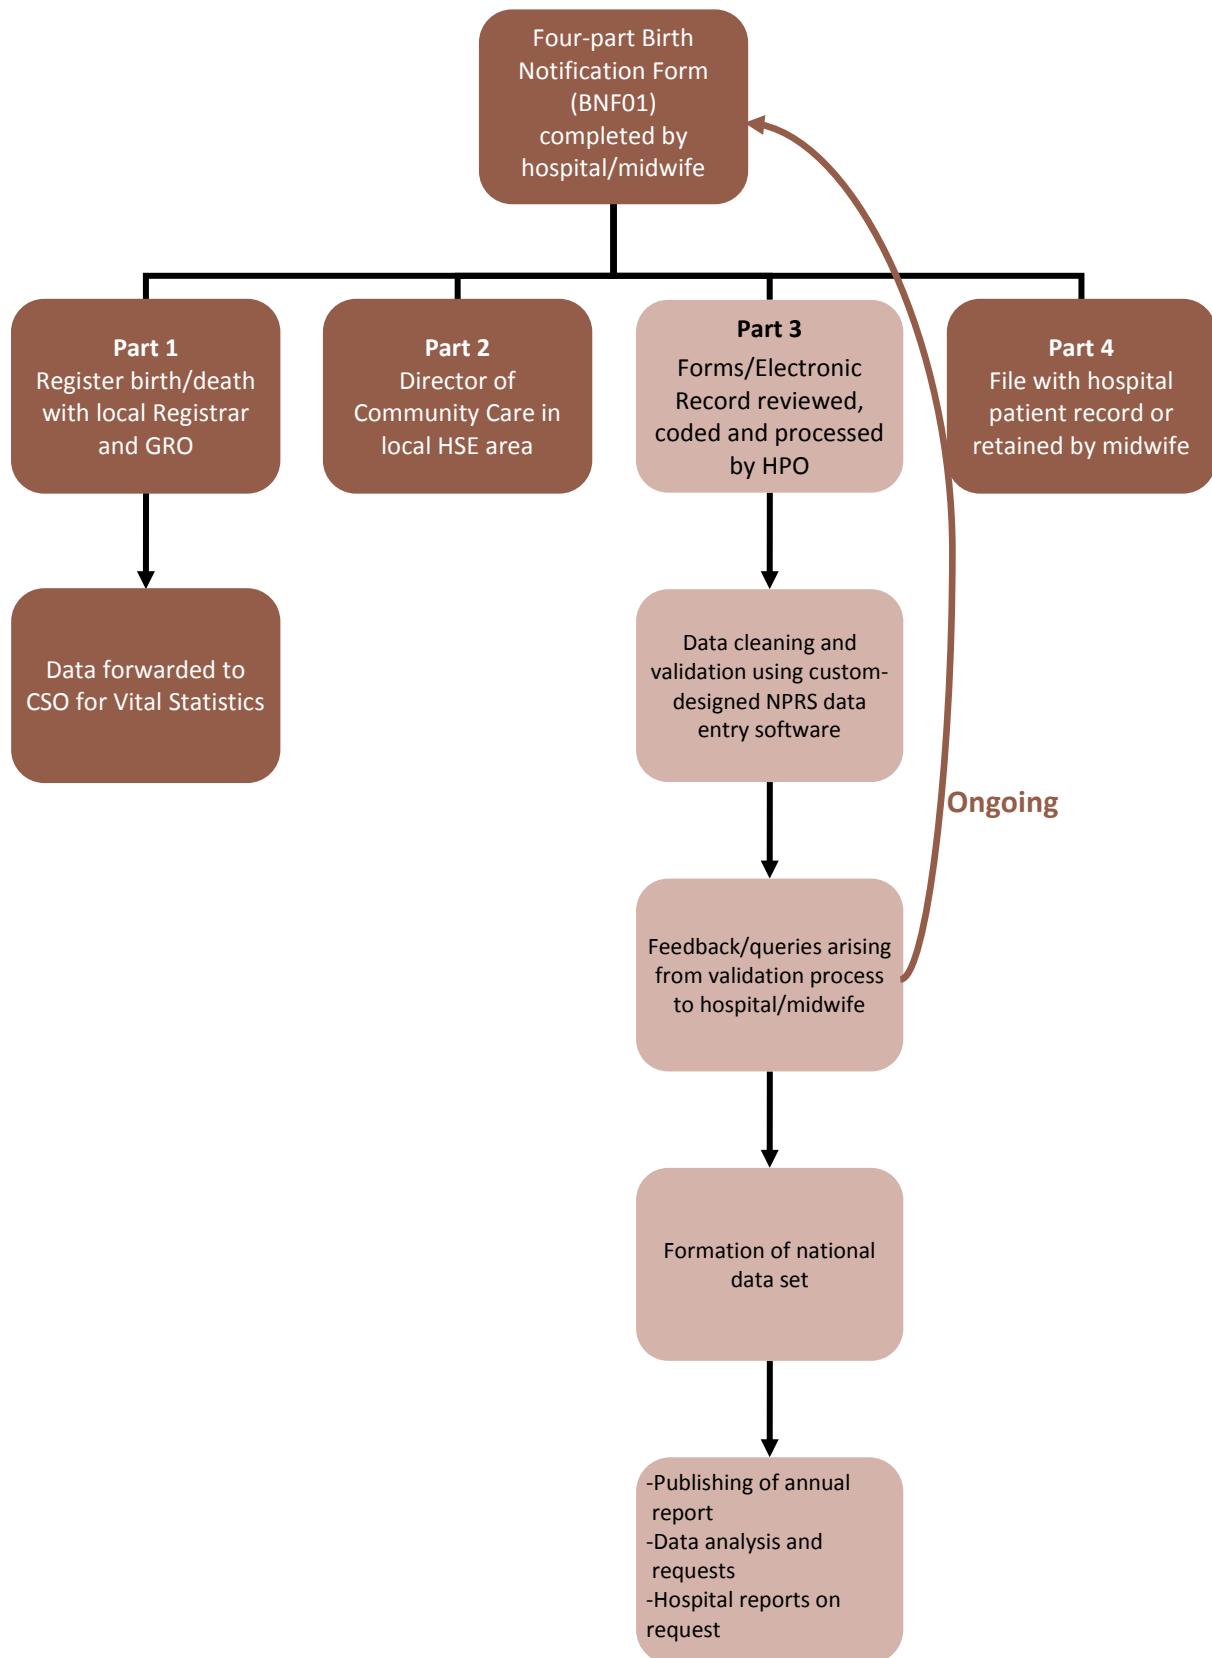 Four-part Birth
Notification Form
(BNF01)
completed by
hospital/midwife
Part 1
Register birth/death
with local Registrar
and GRO
Part 2
Director of
Community Care in
local HSE area
Part 3
Forms/Electronic
Record reviewed,
coded and processed
by HPO
Part 4
File with hospital
patient record or
retained by midwife
Data forwarded to
CSO for Vital Statistics
Data cleaning and
validation using custom-
designed NPRS data
entry software
Ongoing
Feedback/queries arising
from validation process
to hospital/midwife
Formation of national
data set
-Publishing of annual
report
-Data analysis and
requests
-Hospital reports on
request